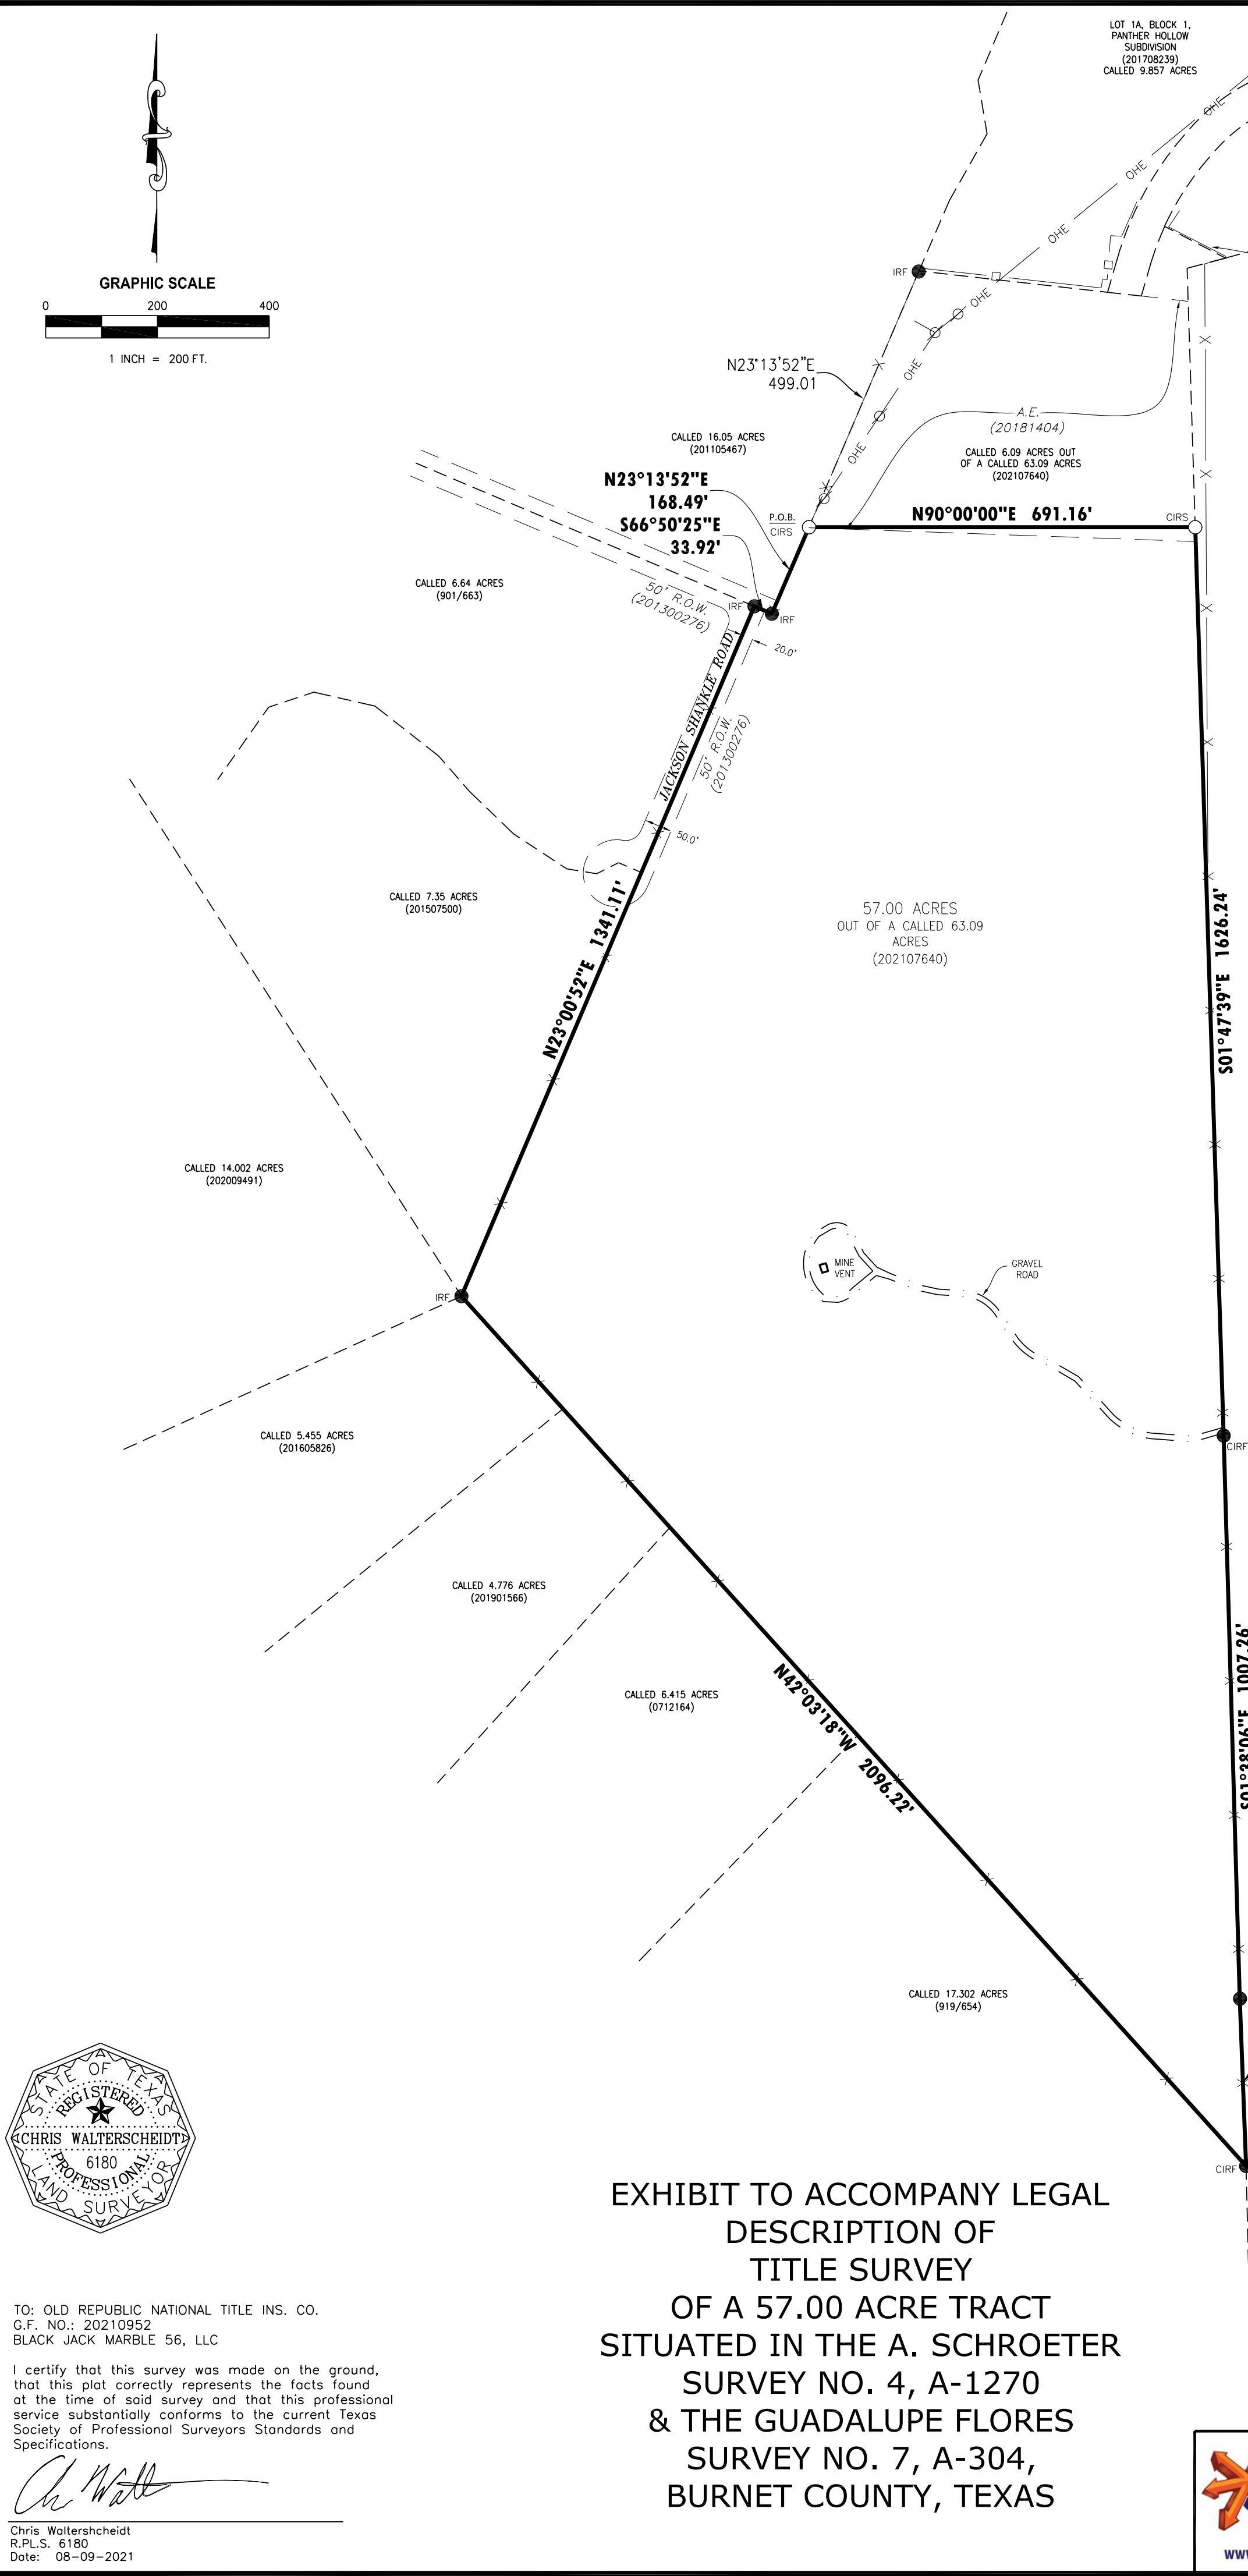 LOT 1A, BLOCK 1,
PANTHER HOLLOW
SUBDIVISION
(201708239)
CALLED 9.857 ACRES
OHE
OHE
OHE
OHE
OHE
OHE
GRAPHIC SCALE
0 200 400
1 INCH = 200 FT.
IRF
N23°13'52"E
499.01
A.E.
(20181404)
CALLED 16.05 ACRES
(201105467)
CALLED 6.09 ACRES OUT
OF A CALLED 63.09 ACRES
(202107640)
N23°13'52"E
168.49'
S66°50'25"E
33.92'
P.O.B.
CIRS
N90°00'00"E 691.16'
CIRS
CALLED 6.64 ACRES
(901/663)
50' R.O.W.
(201300276)
IRF
IRF
20.0'
JACKSON SHANKLE ROAD
50' R.O.W.
(201300276)
50.0'
CALLED 7.35 ACRES
(201507500)
N23°00'52"E 1341.11'
57.00 ACRES
OUT OF A CALLED 63.09
ACRES
(202107640)
S01°47'39"E 1626.24'
CALLED 14.002 ACRES
(202009491)
MINE
VENT
GRAVEL
ROAD
IRF
CALLED 5.455 ACRES
(201605826)
CIRF
CALLED 4.776 ACRES
(201901566)
S01°38'06"E 1007.26'
CALLED 6.415 ACRES
(0712164)
N42°03'18"W 2096.22'
CALLED 17.302 ACRES
(919/654)
CIRF
STATE OF TEXAS
REGISTERED
CHRIS WALTERSCHEIDT
6180
PROFESSIONAL
LAND SURVEYOR
EXHIBIT TO ACCOMPANY LEGAL
DESCRIPTION OF
TITLE SURVEY
OF A 57.00 ACRE TRACT
SITUATED IN THE A. SCHROETER
SURVEY NO. 4, A-1270
& THE GUADALUPE FLORES
SURVEY NO. 7, A-304,
BURNET COUNTY, TEXAS
TO: OLD REPUBLIC NATIONAL TITLE INS. CO.
G.F. NO.: 20210952
BLACK JACK MARBLE 56, LLC
I certify that this survey was made on the ground,
that this plat correctly represents the facts found
at the time of said survey and that this professional
service substantially conforms to the current Texas
Society of Professional Surveyors Standards and
Specifications.
Chris Waltershcheidt
R.PL.S. 6180
Date: 08-09-2021